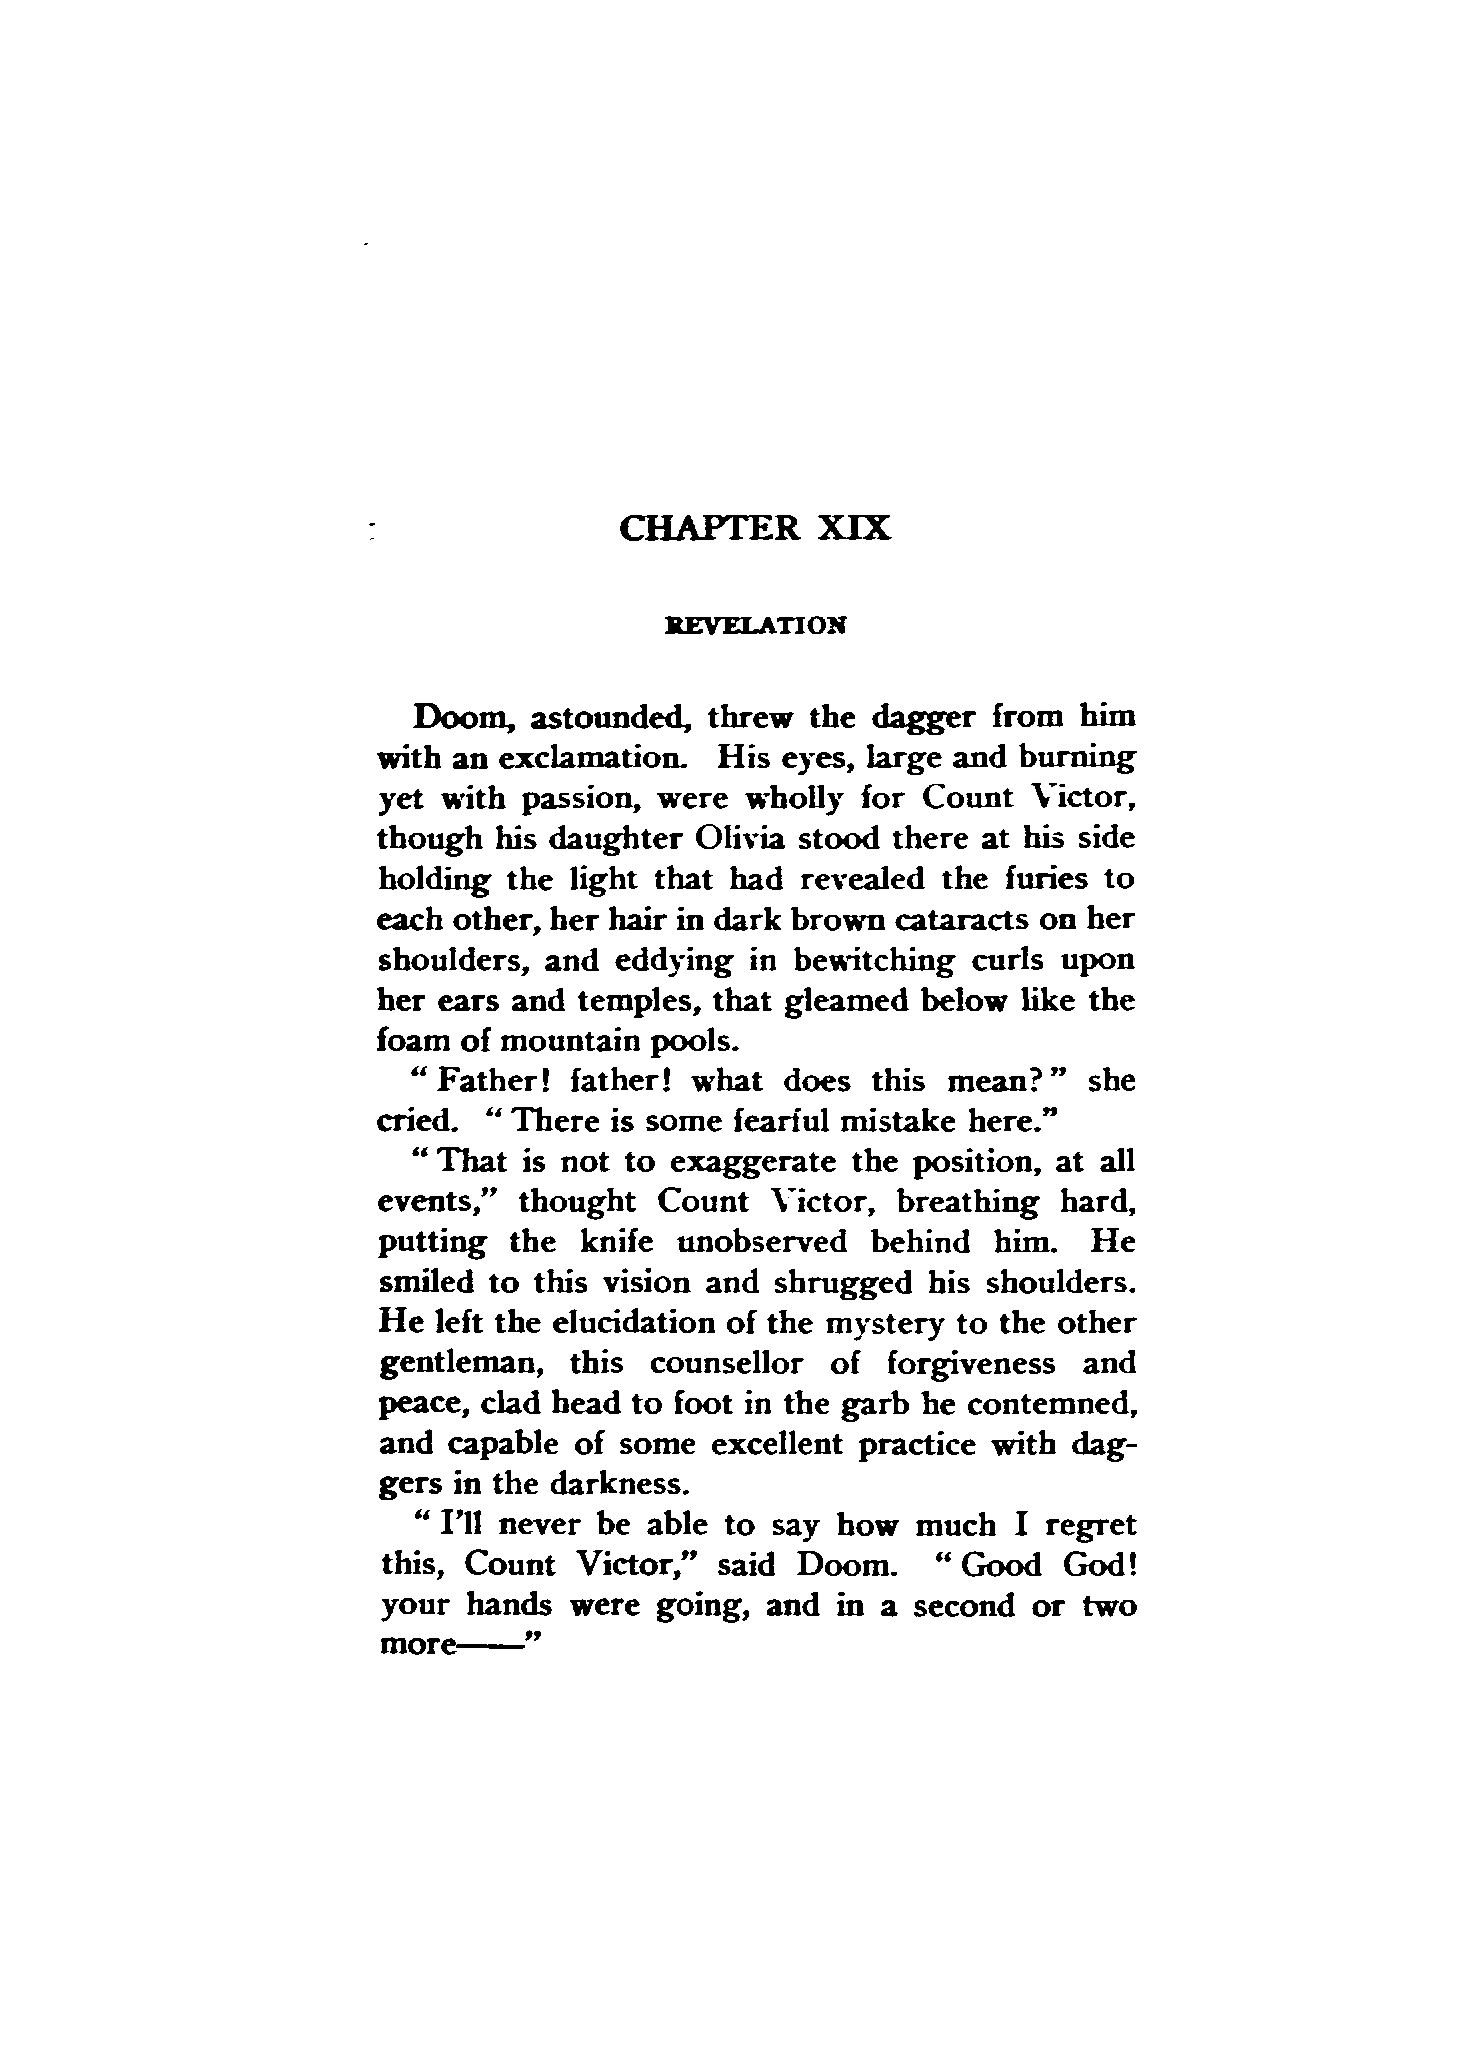 CHAPTER XIX
REVELATION
Doom, astounded, threw the dagger from him
with an exclamation. His eyes, large and burning
yet with passion, were wholly for Count Victor,
though his daughter Olivia stood there at his side
holding the light that had revealed the furies to
each other, her hair in dark brown cataracts on her
shoulders, and eddying in bewitching curls upon
her ears and temples, that gleamed below like the
foam of mountain pools.
“Father! father! what does this mean?” she
cried. “There is some fearful mistake here.”
“That is not to exaggerate the position, at all
events,” thought Count Victor, breathing hard,
putting the knife unobserved behind him. He
smiled to this vision and shrugged his shoulders.
He left the elucidation of the mystery to the other
gentleman, this counsellor of forgiveness and
peace, clad head to foot in the garb he contemned,
and capable of some excellent practice with dag-
gers in the darkness.
“I’ll never be able to say how much I regret
this, Count Victor,” said Doom. “Good God!
your hands were going, and in a second or two
more——”